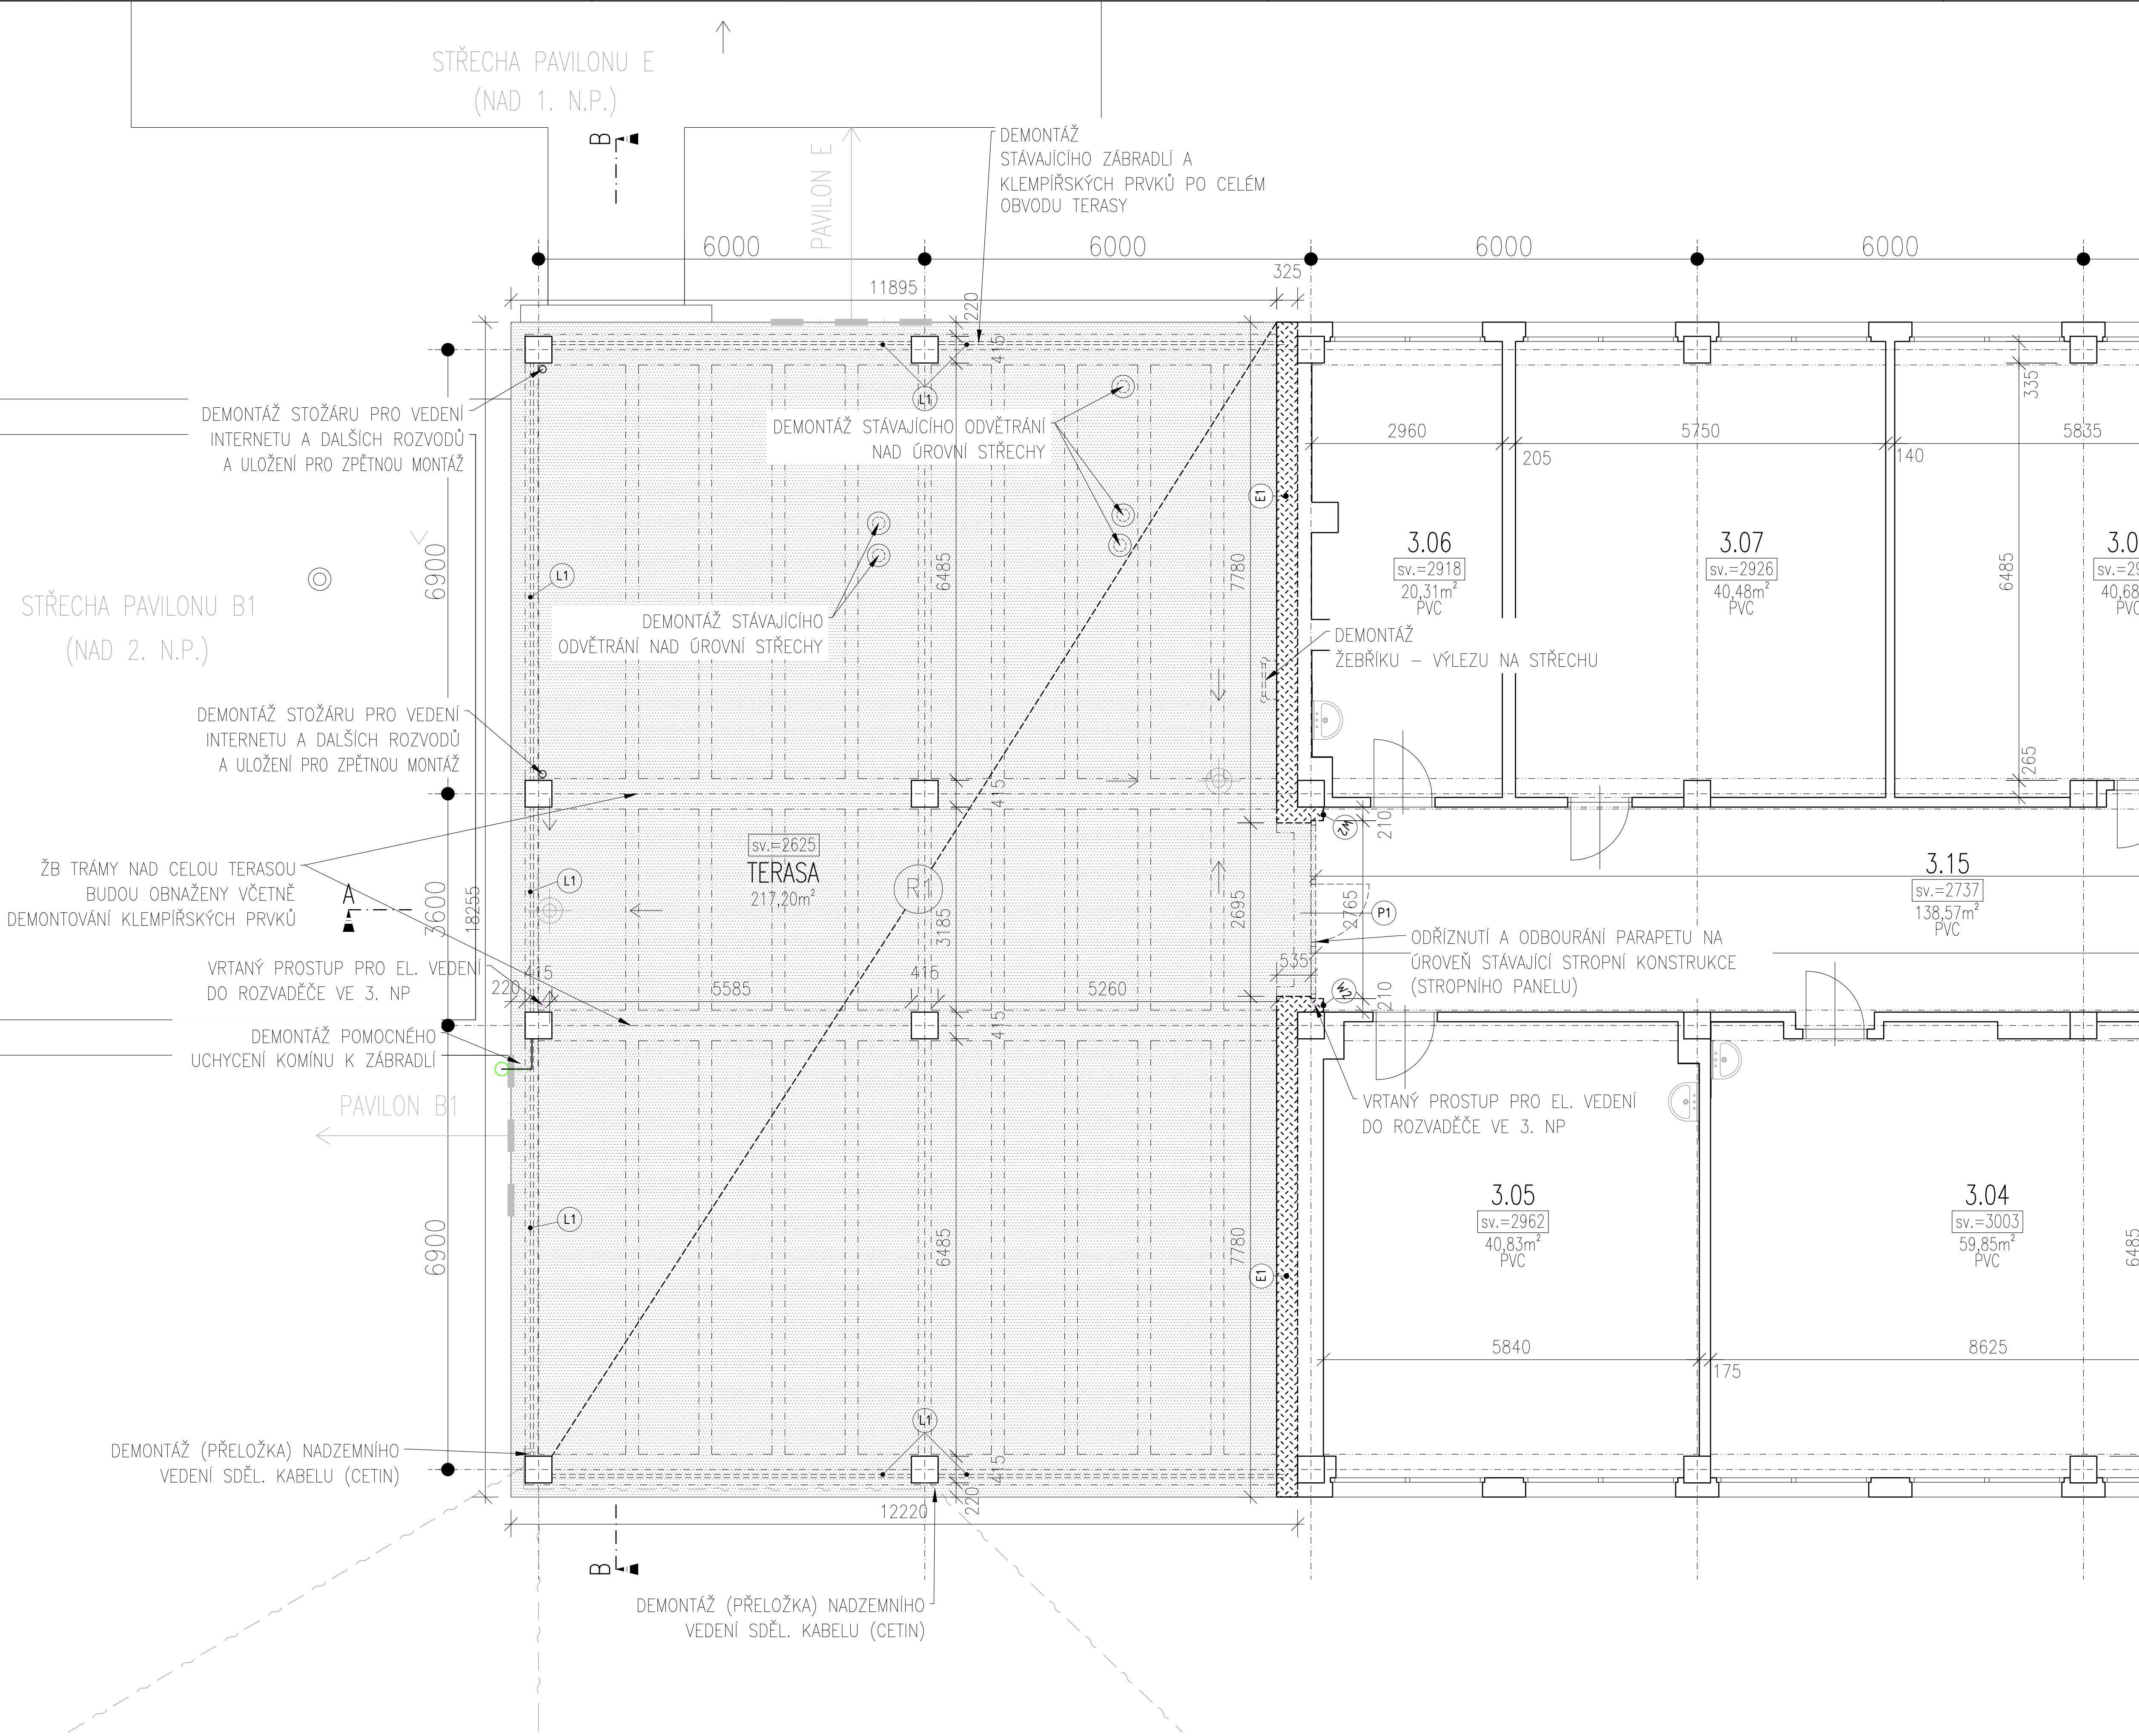 STŘECHA PAVILONU E
(NAD 1. N.P.)
B
PAVILON E
DEMONTÁŽ
STÁVAJÍCÍHO ZÁBRADLÍ A
KLEMPÍŘSKÝCH PRVKŮ PO CELÉM
OBVODU TERASY
6000
6000
6000
6000
325
11895
220
415
335
L1
DEMONTÁŽ STOŽÁRU PRO VEDENÍ
INTERNETU A DALŠÍCH ROZVODŮ
A ULOŽENÍ PRO ZPĚTNOU MONTÁŽ
DEMONTÁŽ STÁVAJÍCÍHO ODVĚTRÁNÍ
NAD ÚROVNÍ STŘECHY
2960
205
5750
140
5835
E1
3.06
sv.=2918
20,31m²
PVC
3.07
sv.=2926
40,48m²
PVC
3.0
sv.=29
40,68
PVC
6900
6485
7780
6485
L1
STŘECHA PAVILONU B1
(NAD 2. N.P.)
DEMONTÁŽ STÁVAJÍCÍHO
ODVĚTRÁNÍ NAD ÚROVNÍ STŘECHY
DEMONTÁŽ
ŽEBŘÍKU – VÝLEZU NA STŘECHU
DEMONTÁŽ STOŽÁRU PRO VEDENÍ
INTERNETU A DALŠÍCH ROZVODŮ
A ULOŽENÍ PRO ZPĚTNOU MONTÁŽ
265
415
W2
210
ŽB TRÁMY NAD CELOU TERASOU
BUDOU OBNAŽENY VČETNĚ
DEMONTOVÁNÍ KLEMPÍŘSKÝCH PRVKŮ
A
3600
18255
L1
sv.=2625
TERASA
217,20m²
R1
3185
2695
2765
P1
3.15
sv.=2737
138,57m²
PVC
ODŘÍZNUTÍ A ODBOURÁNÍ PARAPETU NA
ÚROVEŇ STÁVAJÍCÍ STROPNÍ KONSTRUKCE
(STROPNÍHO PANELU)
VRTANÝ PROSTUP PRO EL. VEDENÍ
DO ROZVADĚČE VE 3. NP
415
220
5585
415
5260
535
W2
210
415
DEMONTÁŽ POMOCNÉHO
UCHYCENÍ KOMÍNU K ZÁBRADLÍ
PAVILON B1
VRTANÝ PROSTUP PRO EL. VEDENÍ
DO ROZVADĚČE VE 3. NP
6900
L1
6485
7780
E1
3.05
sv.=2962
40,83m²
PVC
3.04
sv.=3003
59,85m²
PVC
6485
5840
175
8625
L1
415
220
DEMONTÁŽ (PŘELOŽKA) NADZEMNÍHO
VEDENÍ SDĚL. KABELU (CETIN)
12220
B
DEMONTÁŽ (PŘELOŽKA) NADZEMNÍHO
VEDENÍ SDĚL. KABELU (CETIN)